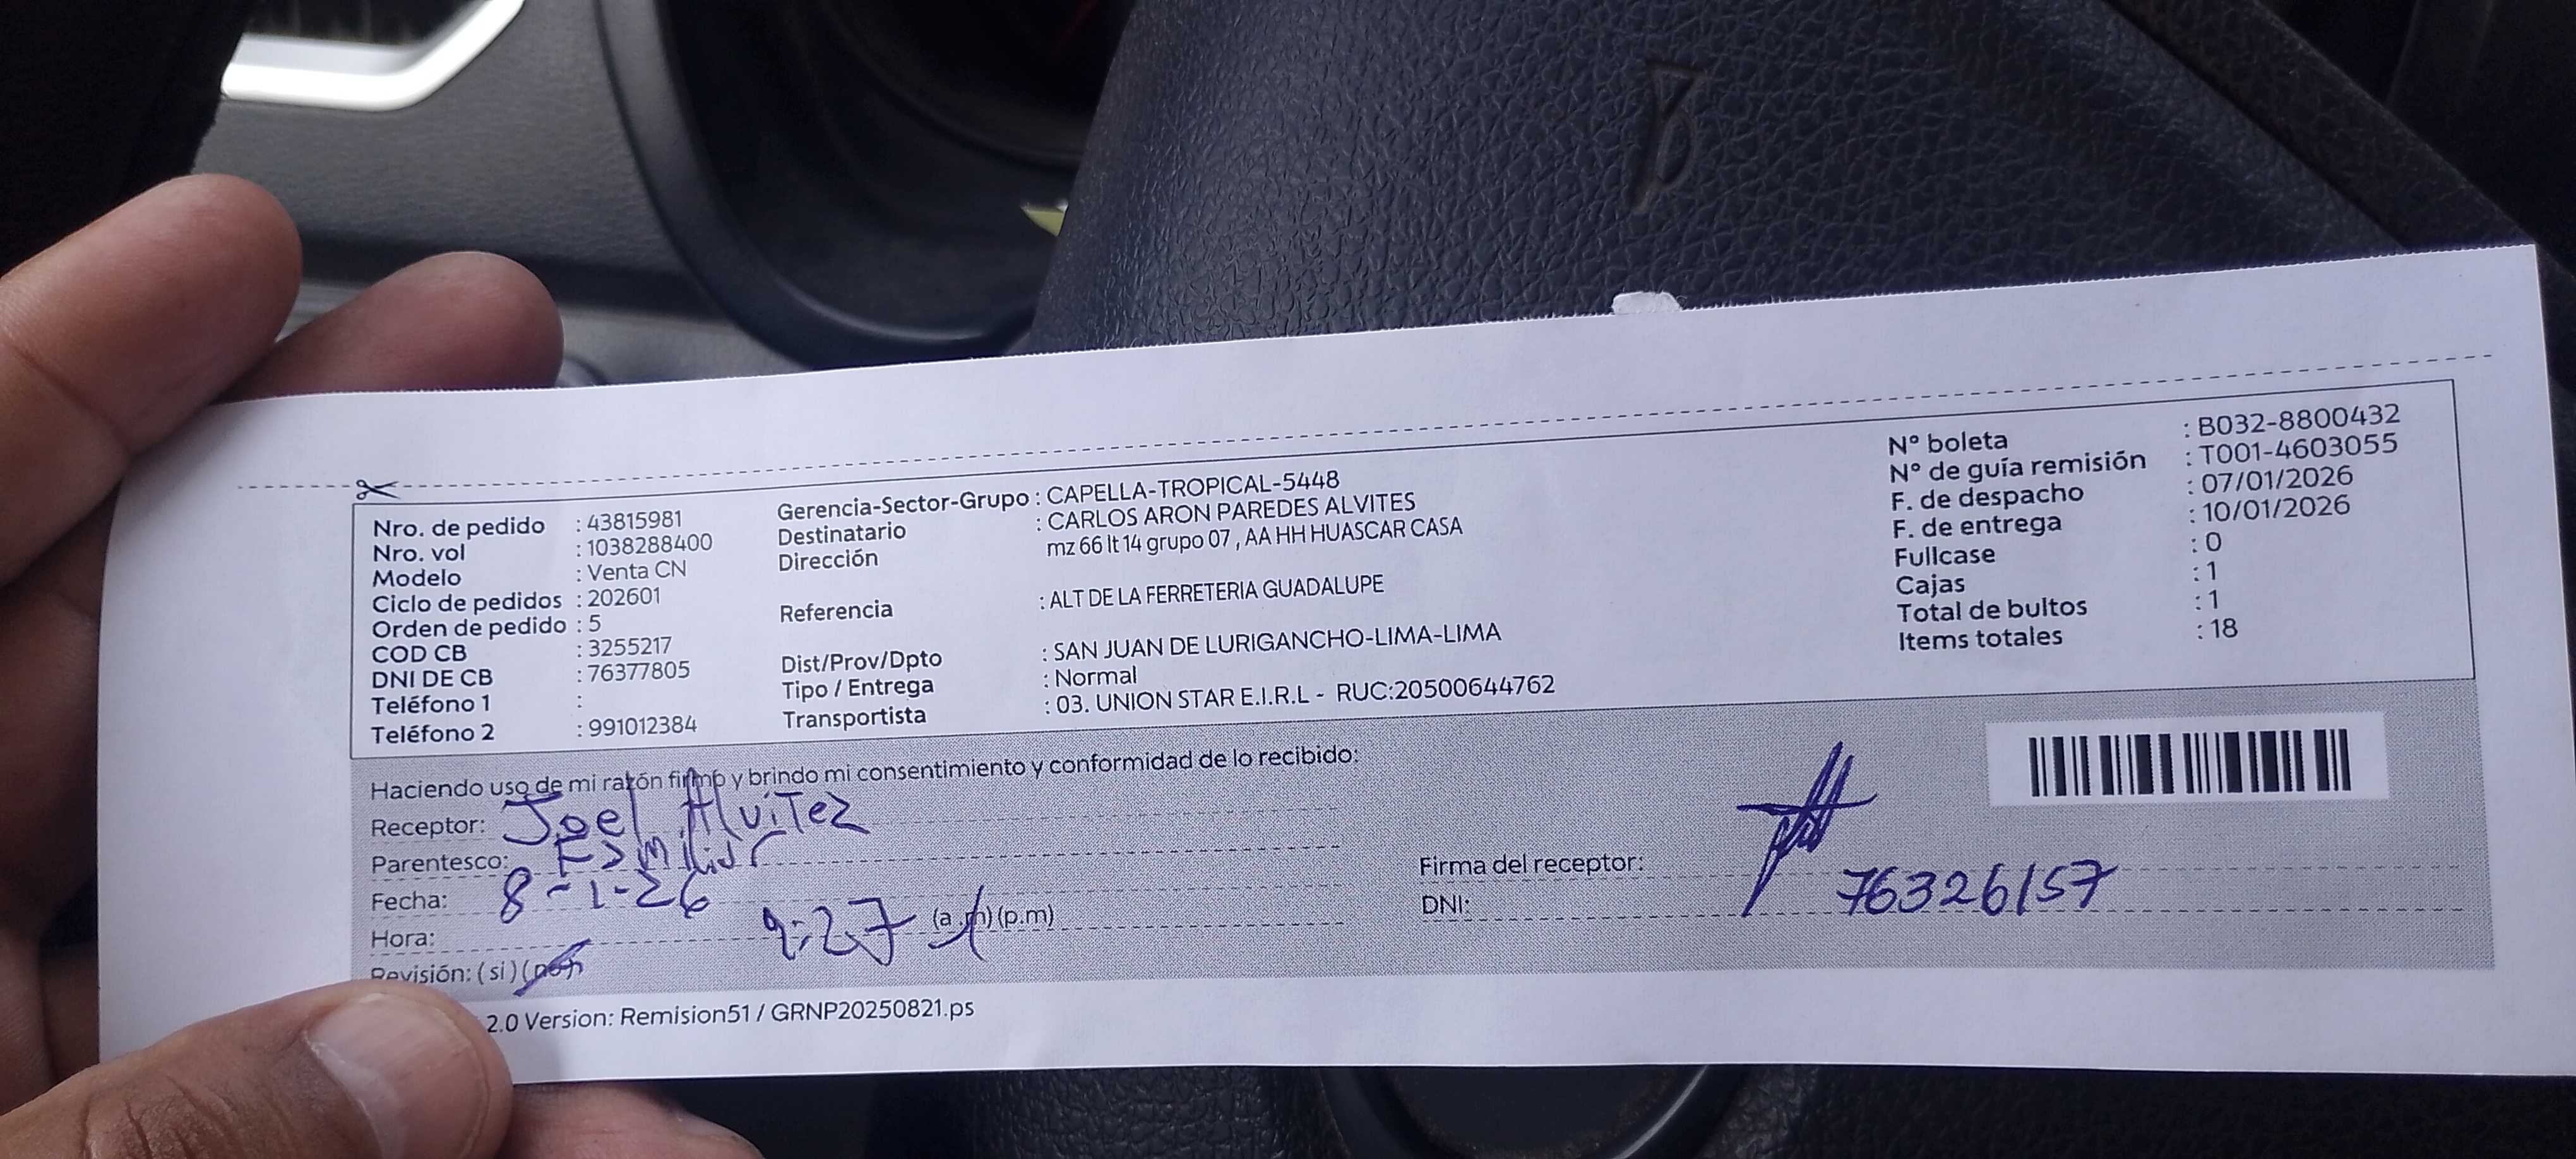 Nro. de pedido : 43815981
Nro. vol : 1038288400
Modelo : Venta CN
Ciclo de pedidos : 202601
Orden de pedido : 5
COD CB : 3255217
DNI DE CB : 76377805
Teléfono 1 :
Teléfono 2 : 991012384
Gerencia-Sector-Grupo : CAPELLA-TROPICAL-5448
Destinatario : CARLOS ARON PAREDES ALVITES
Dirección mz 66 lt 14 grupo 07 , AA HH HUASCAR CASA
Referencia : ALT DE LA FERRETERIA GUADALUPE
Dist/Prov/Dpto : SAN JUAN DE LURIGANCHO-LIMA-LIMA
Tipo / Entrega : Normal
Transportista : 03. UNION STAR E.I.R.L - RUC:20500644762
N° boleta : B032-8800432
N° de guía remisión : T001-4603055
F. de despacho : 07/01/2026
F. de entrega : 10/01/2026
Fullcase : 0
Cajas : 1
Total de bultos : 1
Items totales : 18
Haciendo uso de mi razón firmo y brindo mi consentimiento y conformidad de lo recibido:
Receptor: Joel Alvitez
Parentesco: Familiar
Fecha: 8-1-26
Hora: 9:27 (a.m) (p.m)
Revisión: (si) (no)
Firma del receptor:
DNI: 76326157
2.0 Version: Remision51 / GRNP20250821.ps